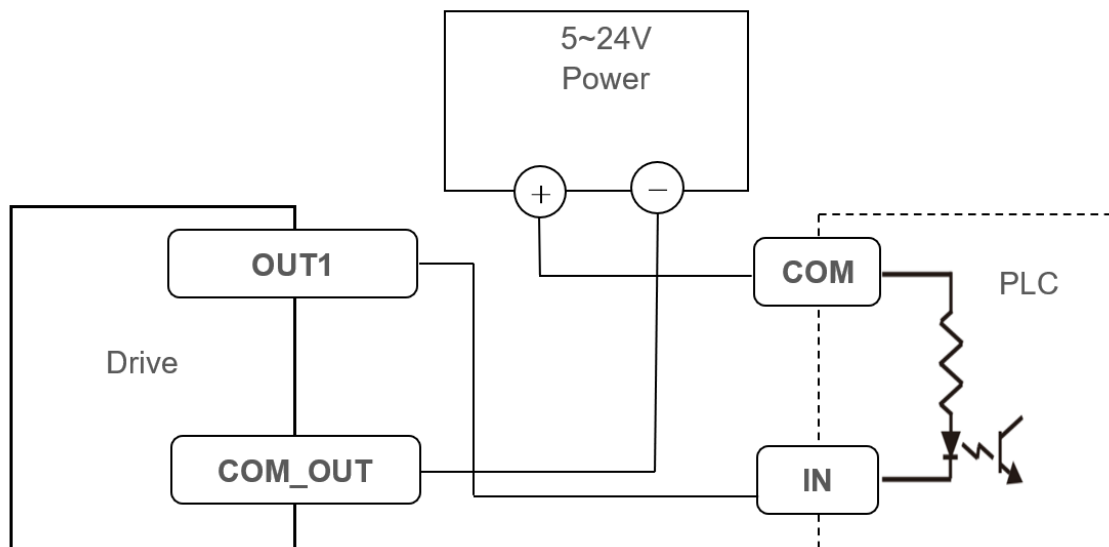 5~24V
Power
+
−
OUT1
COM
PLC
Drive
COM_OUT
IN